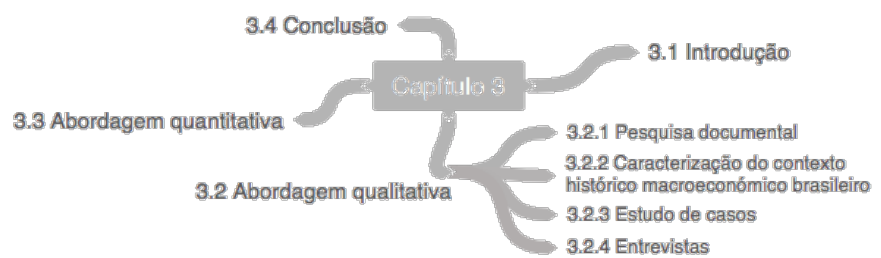 3.4 Conclusão
3.1 Introdução
Capítulo 3
3.3 Abordagem quantitativa
3.2.1 Pesquisa documental
3.2.2 Caracterização do contexto
histórico macroeconómico brasileiro
3.2 Abordagem qualitativa
3.2.3 Estudo de casos
3.2.4 Entrevistas